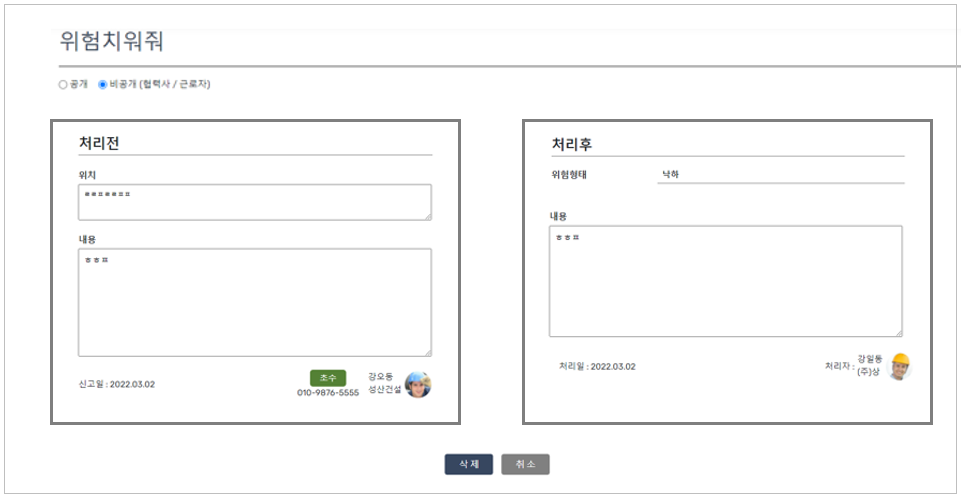 위험치워줘
공개 비공개 (협력사 / 근로자)
처리전
위치
ㄹㄹㅍㄹㄹㅍㅍ
내용
ㅎㅎㅍ
신고일 : 2022.03.02
초수
010-9876-5555
강오동
성산건설
처리후
위험형태 낙하
내용
ㅎㅎㅍ
처리일 : 2022.03.02
처리자 : 강일동
(주)상
삭제 취소